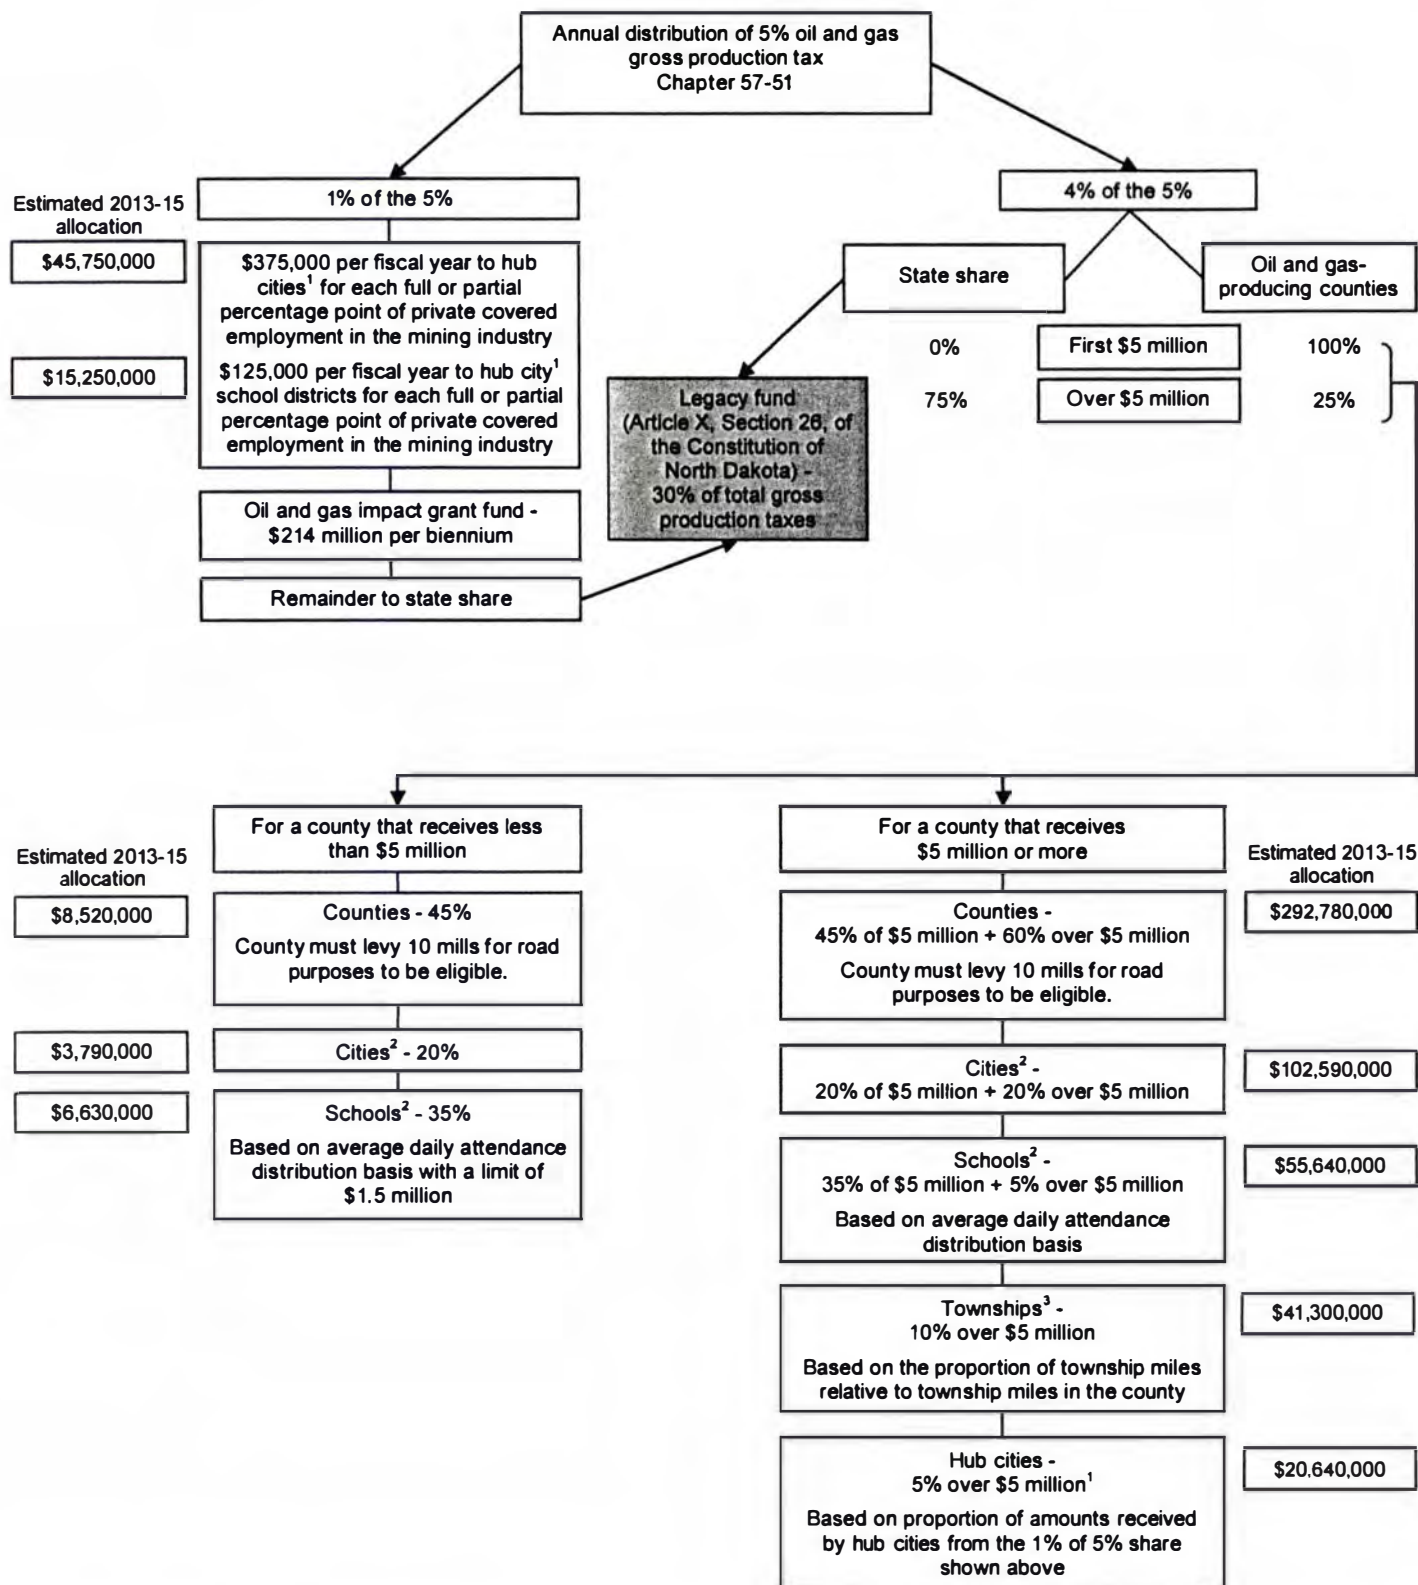 Annual distribution of 5% oil and gas
gross production tax
Chapter 57-51
1% of the 5%
4% of the 5%
Estimated 2013-15
allocation
$45,750,000
$375,000 per fiscal year to hub
cities¹ for each full or partial
percentage point of private covered
employment in the mining industry
$15,250,000
$125,000 per fiscal year to hub city¹
school districts for each full or partial
percentage point of private covered
employment in the mining industry
Oil and gas impact grant fund -
$214 million per biennium
Remainder to state share
State share
Oil and gas-
producing counties
0%
First $5 million
100%
75%
Over $5 million
25%
Legacy fund
(Article X, Section 26, of
the Constitution of
North Dakota) -
30% of total gross
production taxes
For a county that receives less
than $5 million
Estimated 2013-15
allocation
$8,520,000
Counties - 45%
County must levy 10 mills for road
purposes to be eligible.
$3,790,000
Cities² - 20%
$6,630,000
Schools² - 35%
Based on average daily attendance
distribution basis with a limit of
$1.5 million
For a county that receives
$5 million or more
Estimated 2013-15
allocation
Counties -
45% of $5 million + 60% over $5 million
County must levy 10 mills for road
purposes to be eligible.
$292,780,000
Cities² -
20% of $5 million + 20% over $5 million
$102,590,000
Schools² -
35% of $5 million + 5% over $5 million
Based on average daily attendance
distribution basis
$55,640,000
Townships³ -
10% over $5 million
Based on the proportion of township miles
relative to township miles in the county
$41,300,000
Hub cities -
5% over $5 million¹
Based on proportion of amounts received
by hub cities from the 1% of 5% share
shown above
$20,640,000